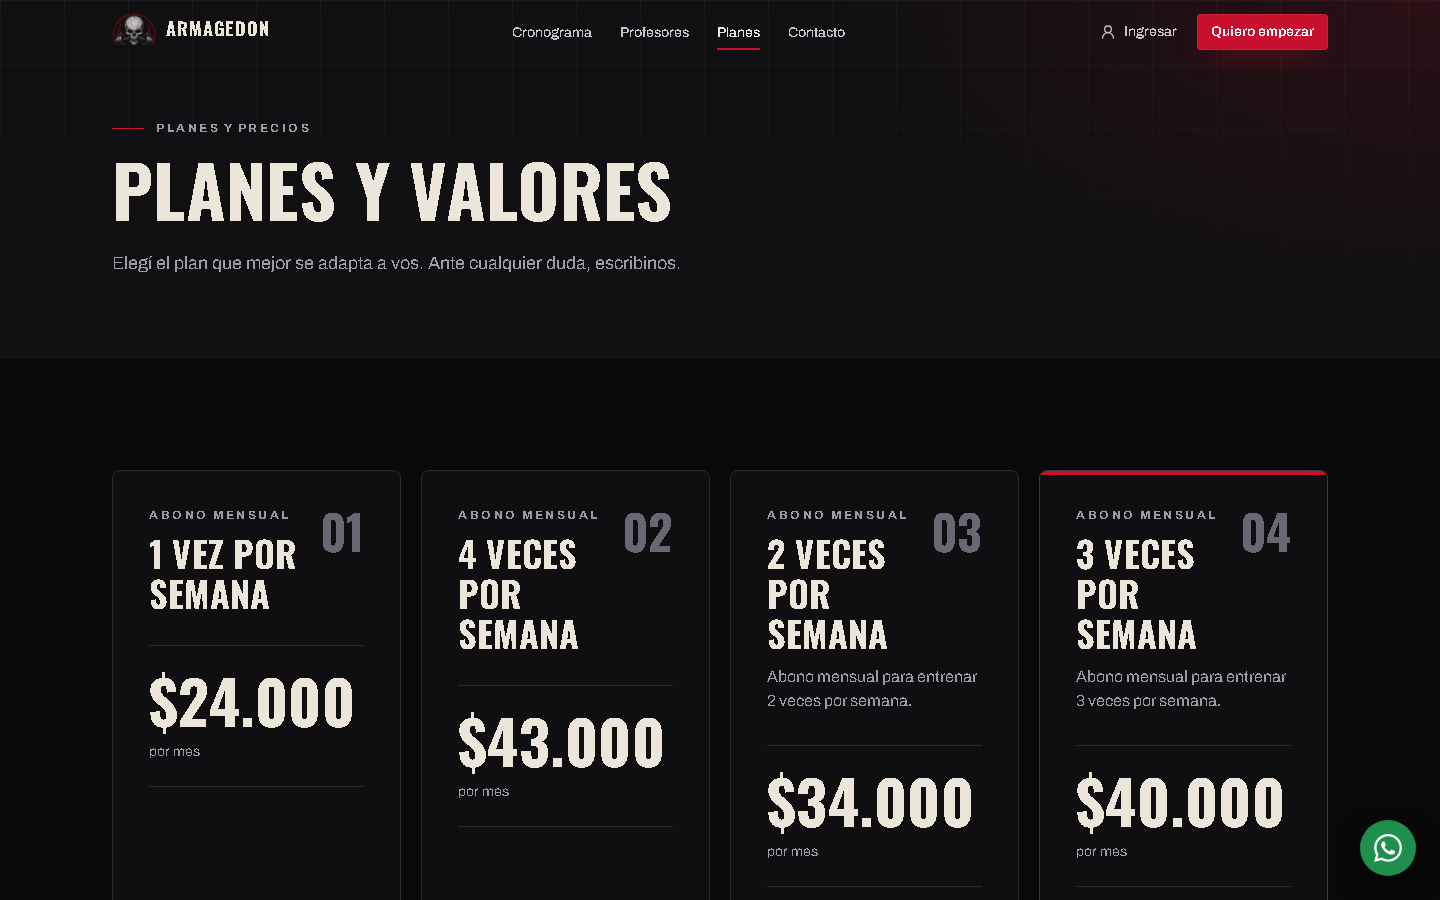 ARMAGEDON
Cronograma
Profesores
Planes
Contacto
Ingresar
Quiero empezar
PLANES Y PRECIOS
PLANES Y VALORES
Elegí el plan que mejor se adapta a vos. Ante cualquier duda, escribinos.
ABONO MENSUAL
01
1 VEZ POR
SEMANA
$24.000
por mes
ABONO MENSUAL
02
4 VECES
POR
SEMANA
$43.000
por mes
ABONO MENSUAL
03
2 VECES
POR
SEMANA
Abono mensual para entrenar
2 veces por semana.
$34.000
por mes
ABONO MENSUAL
04
3 VECES
POR
SEMANA
Abono mensual para entrenar
3 veces por semana.
$40.000
por mes